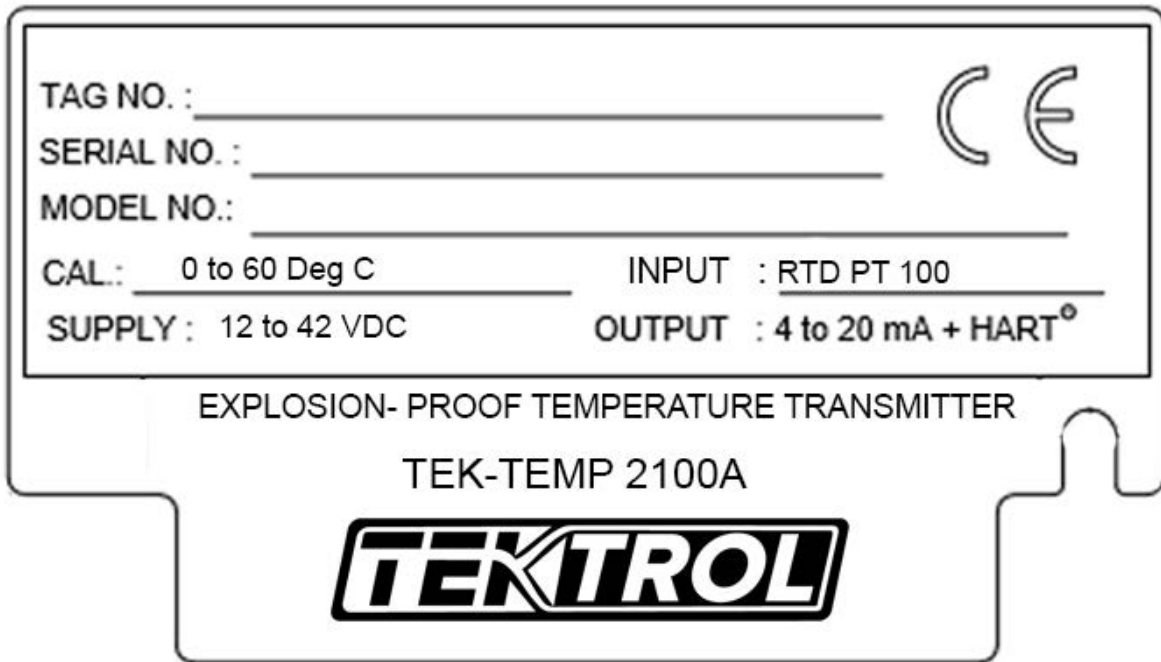 TAG NO. :
CE
SERIAL NO. :
MODEL NO.:
CAL.: 0 to 60 Deg C INPUT : RTD PT 100
SUPPLY : 12 to 42 VDC OUTPUT : 4 to 20 mA + HART®
EXPLOSION- PROOF TEMPERATURE TRANSMITTER
TEK-TEMP 2100A
TEKTROL